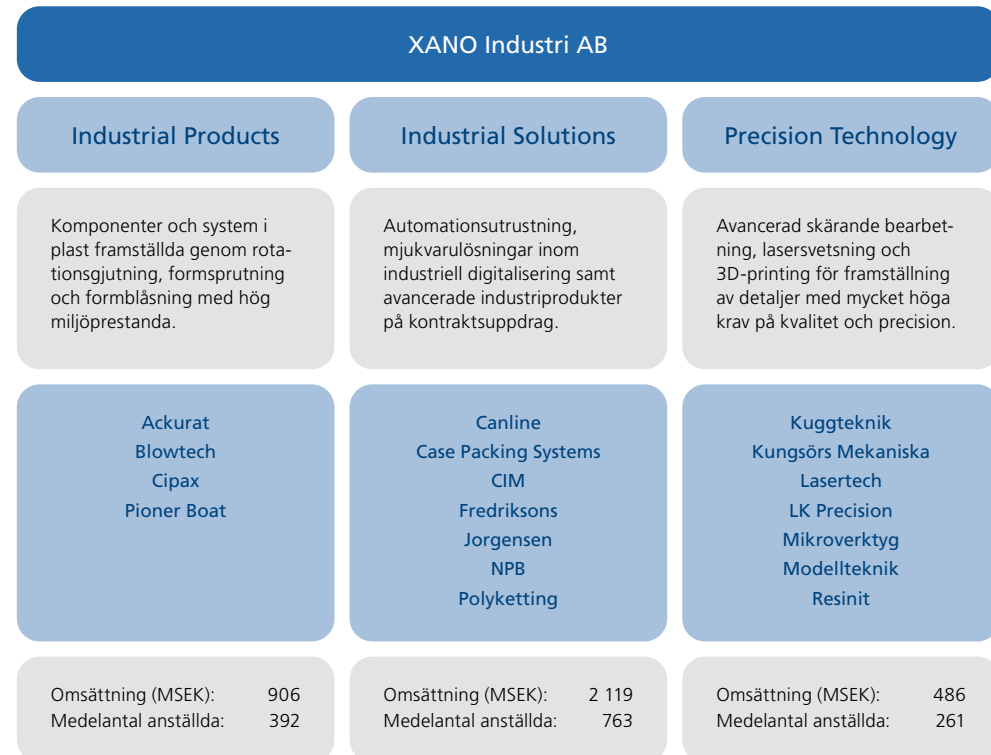 XANO Industri AB
Industrial Products
Komponenter och system i
plast framställda genom rota-
tionsgjutning, formsprutning
och formblåsning med hög
miljöprestanda.
Ackurat
Blowtech
Cipax
Pioner Boat
Omsättning (MSEK): 906
Medelantal anställda: 392
Industrial Solutions
Automationsutrustning,
mjukvarulösningar inom
industriell digitalisering samt
avancerade industriprodukter
på kontraktsuppdrag.
Canline
Case Packing Systems
CIM
Fredriksons
Jorgensen
NPB
Polyketting
Omsättning (MSEK): 2 119
Medelantal anställda: 763
Precision Technology
Avancerad skärande bearbet-
ning, lasersvetsning och
3D-printing för framställning
av detaljer med mycket höga
krav på kvalitet och precision.
Kuggteknik
Kungsörs Mekaniska
Lasertech
LK Precision
Mikroverktyg
Modellteknik
Resinit
Omsättning (MSEK): 486
Medelantal anställda: 261